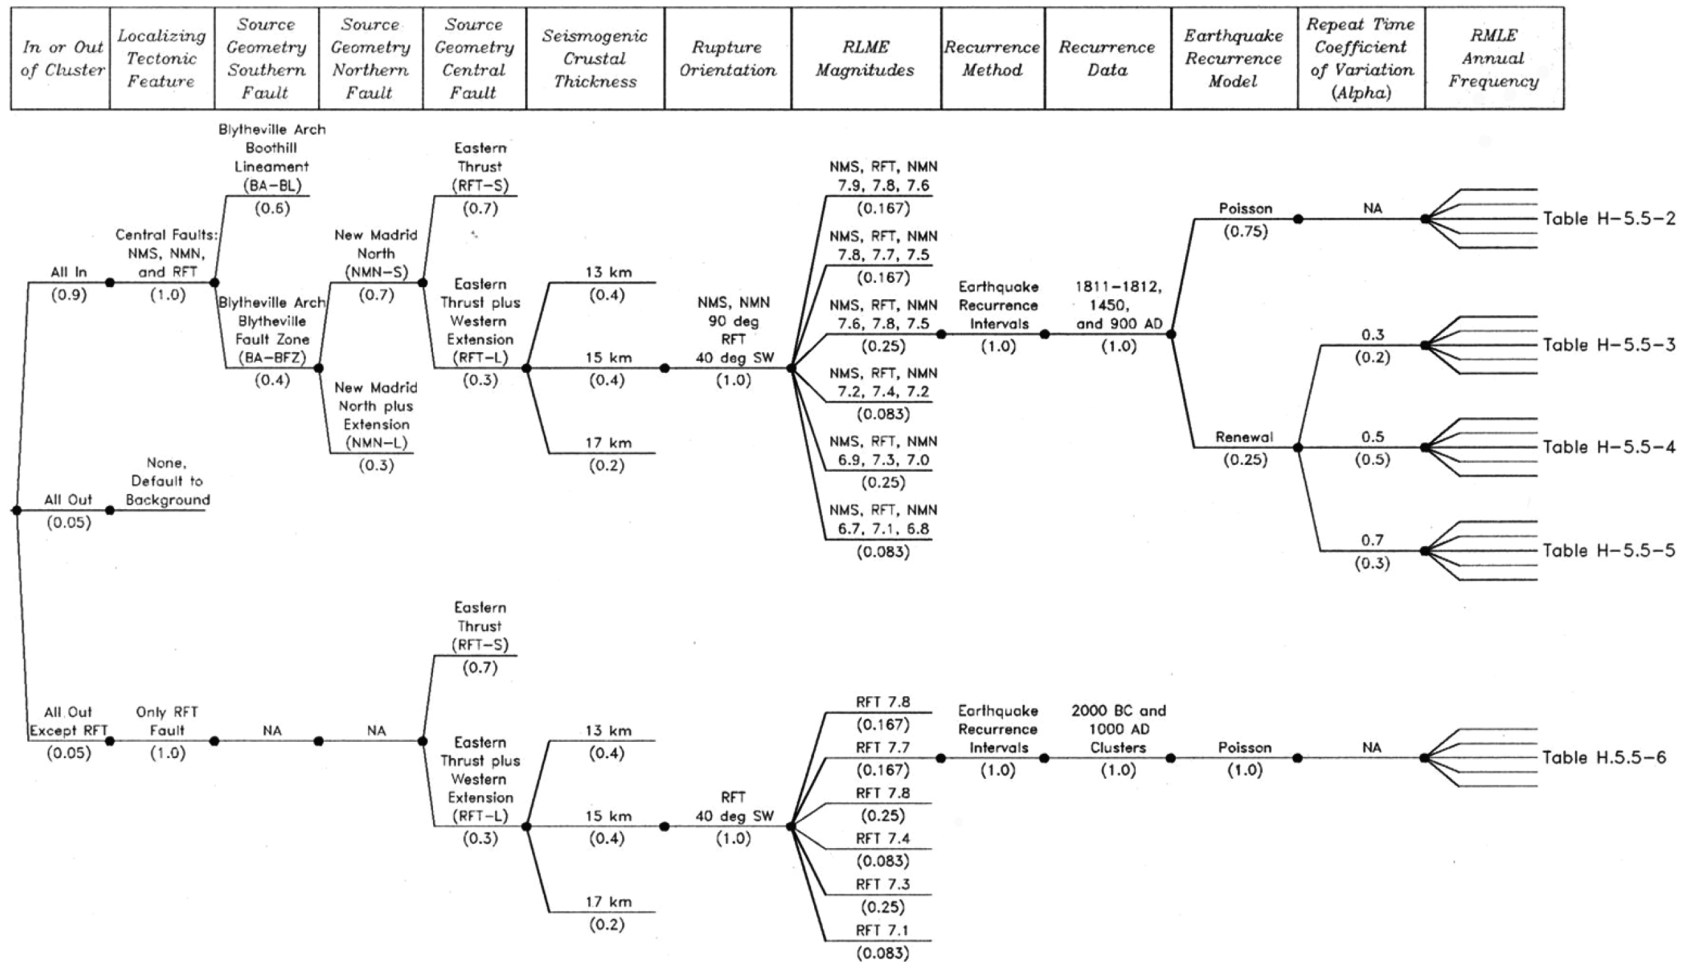 In or Out
of Cluster
Localizing
Tectonic
Feature
Source
Geometry
Southern
Fault
Source
Geometry
Northern
Fault
Source
Geometry
Central
Fault
Seismogenic
Crustal
Thickness
Rupture
Orientation
RLME
Magnitudes
Recurrence
Method
Recurrence
Data
Earthquake
Recurrence
Model
Repeat Time
Coefficient
of Variation
(Alpha)
RMLE
Annual
Frequency
All In
(0.9)
Central Faults:
NMS, NMN,
and RFT
(1.0)
Blytheville Arch
Boothill
Lineament
(BA-BL)
(0.6)
Blytheville Arch
Blytheville
Fault Zone
(BA-BFZ)
(0.4)
New Madrid
North
(NMN-S)
(0.7)
New Madrid
North plus
Extension
(NMN-L)
(0.3)
Eastern
Thrust
(RFT-S)
(0.7)
Eastern
Thrust plus
Western
Extension
(RFT-L)
(0.3)
13 km
(0.4)
15 km
(0.4)
17 km
(0.2)
NMS, NMN
90 deg
RFT
40 deg SW
(1.0)
NMS, RFT, NMN
7.9, 7.8, 7.6
(0.167)
NMS, RFT, NMN
7.8, 7.7, 7.5
(0.167)
NMS, RFT, NMN
7.6, 7.8, 7.5
(0.25)
NMS, RFT, NMN
7.2, 7.4, 7.2
(0.083)
NMS, RFT, NMN
6.9, 7.3, 7.0
(0.25)
NMS, RFT, NMN
6.7, 7.1, 6.8
(0.083)
Earthquake
Recurrence
Intervals
(1.0)
1811-1812,
1450,
and 900 AD
(1.0)
Poisson
(0.75)
NA
Table H-5.5-2
Renewal
(0.25)
0.3
(0.2)
Table H-5.5-3
0.5
(0.5)
Table H-5.5-4
0.7
(0.3)
Table H-5.5-5
All Out
(0.05)
None,
Default to
Background
All Out
Except RFT
(0.05)
Only RFT
Fault
(1.0)
NA
NA
Eastern
Thrust
(RFT-S)
(0.7)
Eastern
Thrust plus
Western
Extension
(RFT-L)
(0.3)
13 km
(0.4)
15 km
(0.4)
17 km
(0.2)
RFT
40 deg SW
(1.0)
RFT 7.8
(0.167)
RFT 7.7
(0.167)
RFT 7.8
(0.25)
RFT 7.4
(0.083)
RFT 7.3
(0.25)
RFT 7.1
(0.083)
Earthquake
Recurrence
Intervals
(1.0)
2000 BC and
1000 AD
Clusters
(1.0)
Poisson
(1.0)
NA
Table H.5.5-6